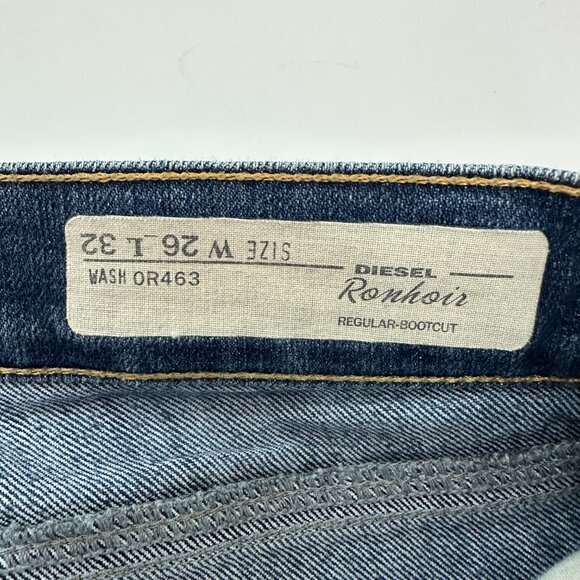 SIZE W 26 L 32
WASH 0R463
DIESEL
Ronhoir
REGULAR-BOOTCUT